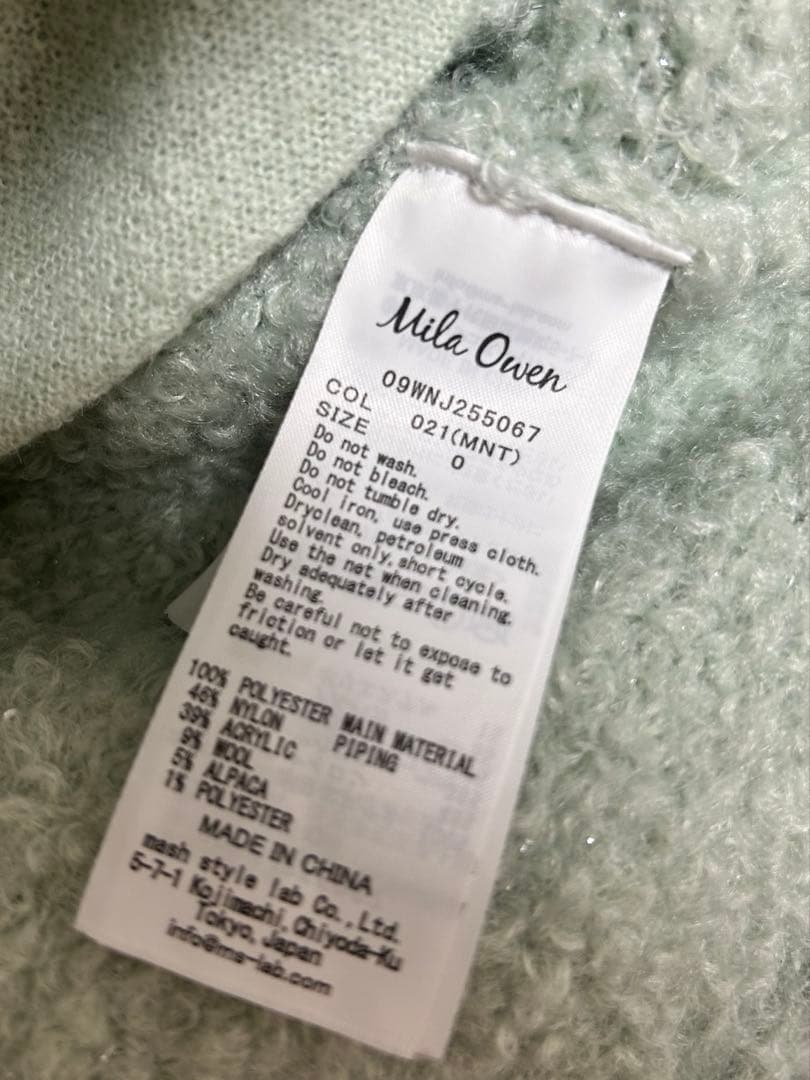 Mila Owen
09WNJ255067
COL 021(MNT)
SIZE 0
Do not wash.
Do not bleach.
Do not tumble dry.
Cool iron, use press cloth.
Dryclean, petroleum
solvent only, short cycle.
Use the net when cleaning.
Dry adequately after
washing.
Be careful not to expose to
friction or let it get
caught.
100% POLYESTER MAIN MATERIAL
46% NYLON PIPING
39% ACRYLIC
9% WOOL
5% ALPACA
1% POLYESTER
MADE IN CHINA
mash style lab Co.,Ltd.
5-7-1 Kojimachi,Chiyoda-Ku
Tokyo,Japan
info@ms-lab.com